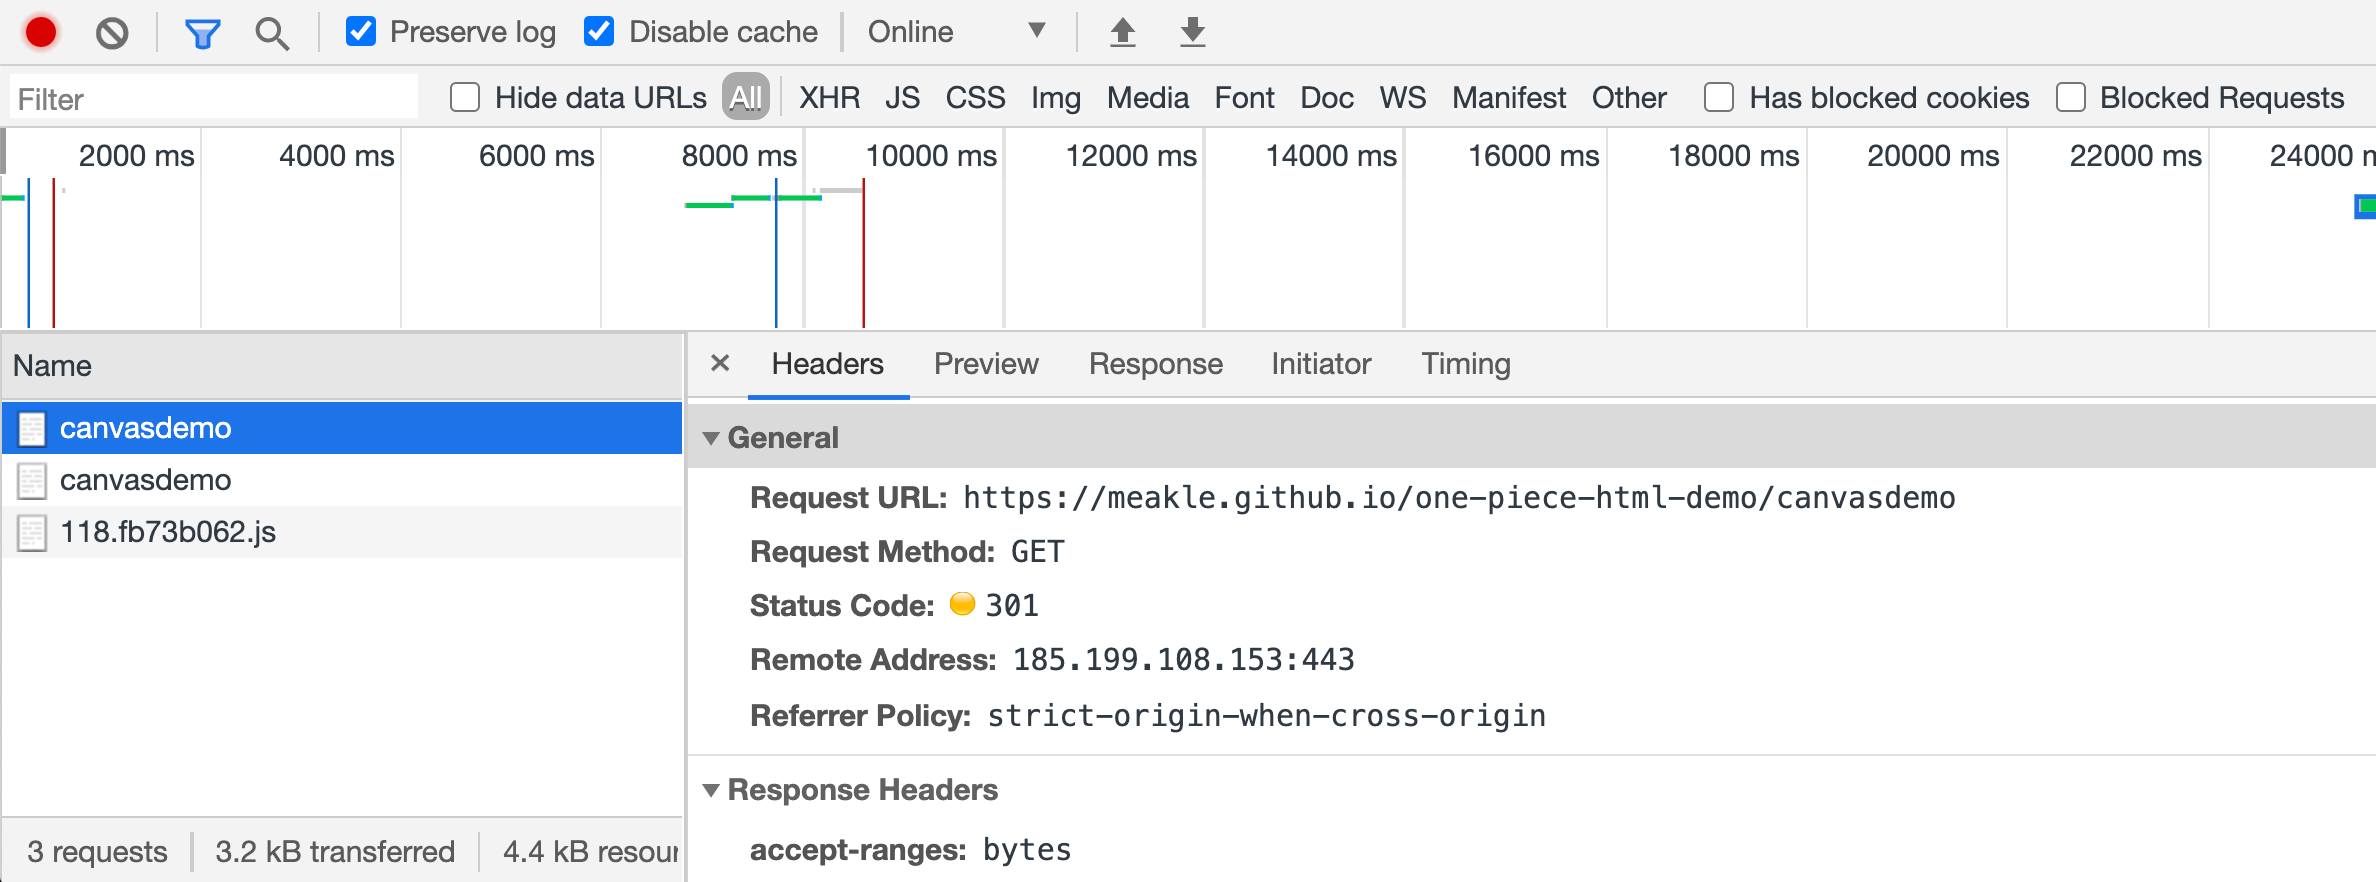 Preserve log Disable cache Online
Filter Hide data URLs All XHR JS CSS Img Media Font Doc WS Manifest Other Has blocked cookies Blocked Requests
2000 ms 4000 ms 6000 ms 8000 ms 10000 ms 12000 ms 14000 ms 16000 ms 18000 ms 20000 ms 22000 ms 24000 m
Name
canvasdemo
canvasdemo
118.fb73b062.js
3 requests 3.2 kB transferred 4.4 kB resour
Headers Preview Response Initiator Timing
General
Request URL: https://meakle.github.io/one-piece-html-demo/canvasdemo
Request Method: GET
Status Code: 301
Remote Address: 185.199.108.153:443
Referrer Policy: strict-origin-when-cross-origin
Response Headers
accept-ranges: bytes